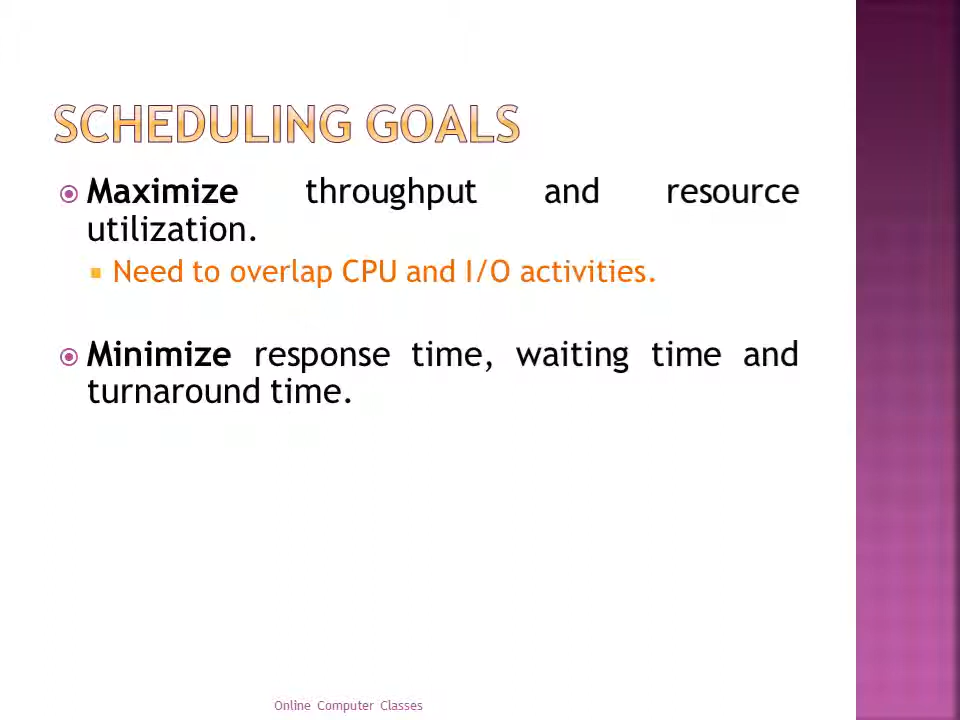 SCHEDULING GOALS
Maximize throughput and resource
utilization.
Need to overlap CPU and I/O activities.
Minimize response time, waiting time and
turnaround time.
Online Computer Classes